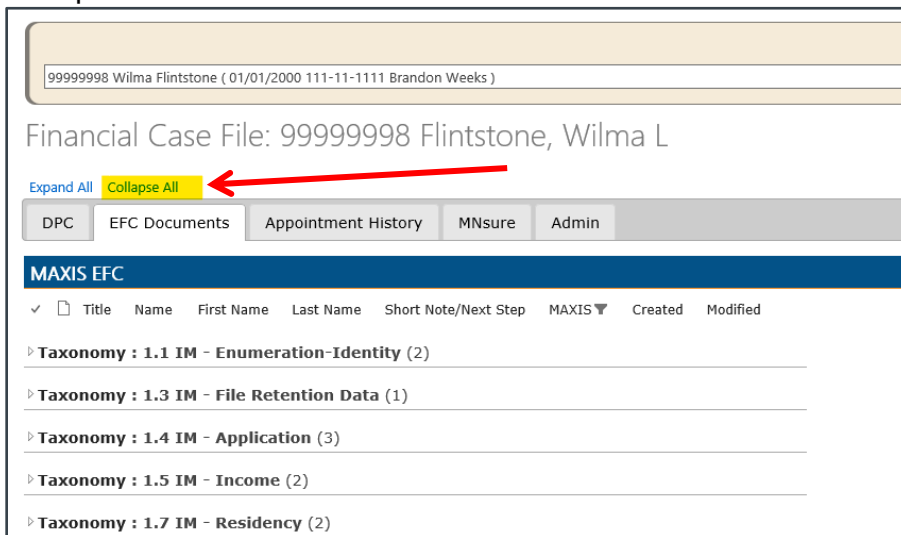 99999998 Wilma Flintstone ( 01/01/2000 111-11-1111 Brandon Weeks )
Financial Case File: 99999998 Flintstone, Wilma L
Expand All Collapse All
DPC EFC Documents Appointment History MNsure Admin
MAXIS EFC
Title Name First Name Last Name Short Note/Next Step MAXIS Created Modified
Taxonomy : 1.1 IM - Enumeration-Identity (2)
Taxonomy : 1.3 IM - File Retention Data (1)
Taxonomy : 1.4 IM - Application (3)
Taxonomy : 1.5 IM - Income (2)
Taxonomy : 1.7 IM - Residency (2)